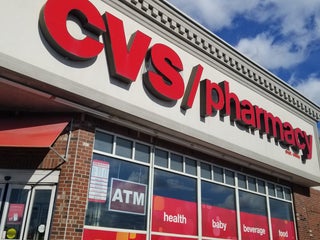 CVS/pharmacy
ATM
health
baby
beverage
food